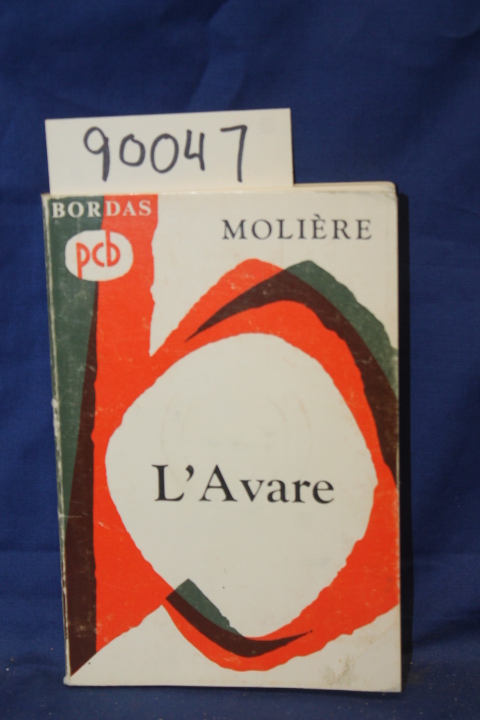 90047
BORDAS
pcb
MOLIÈRE
L'Avare